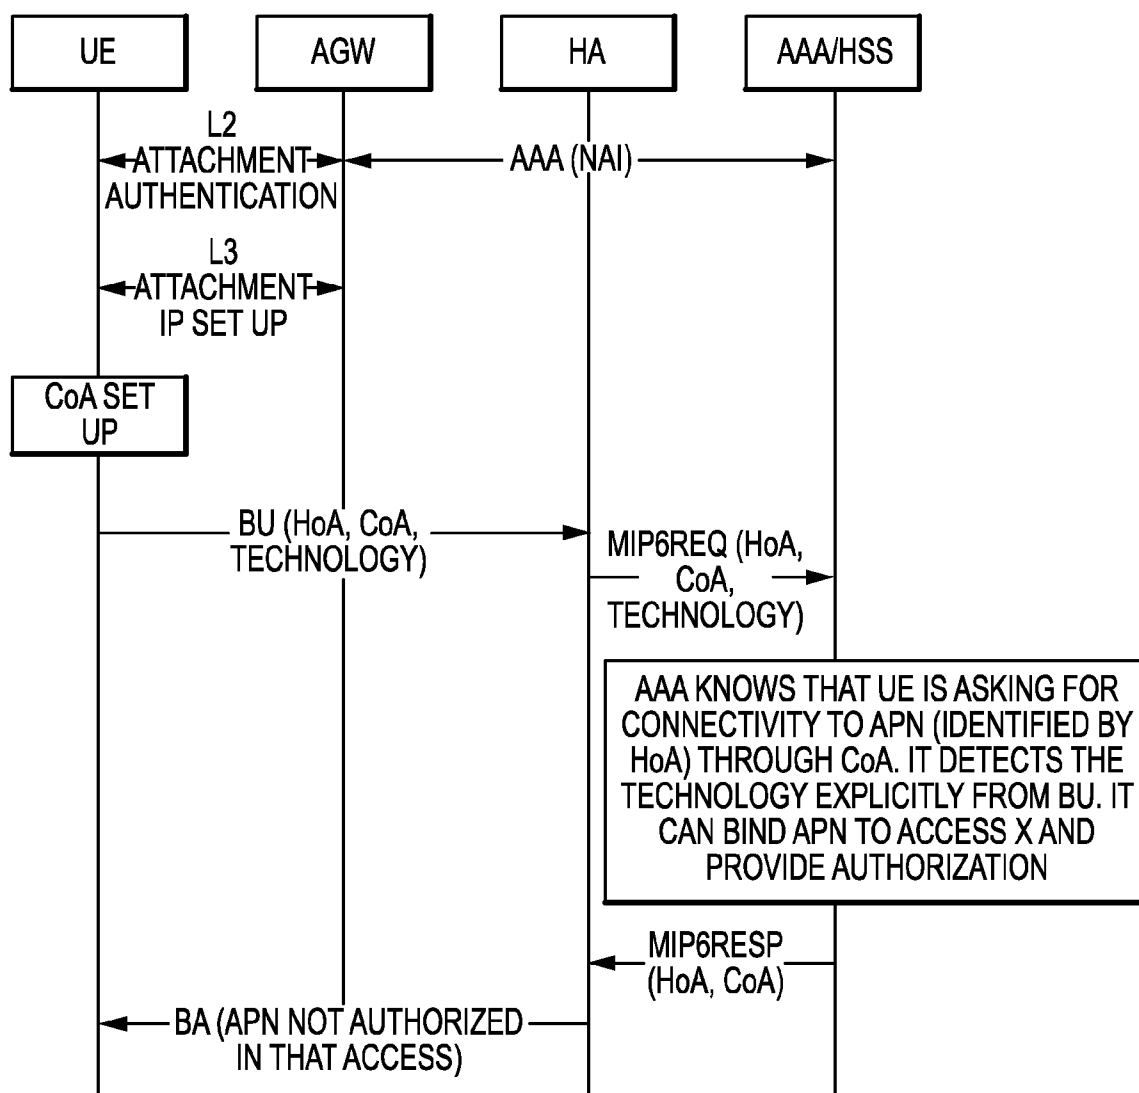 UE
AGW
HA
AAA/HSS
L2
ATTACHMENT
AUTHENTICATION
AAA (NAI)
L3
ATTACHMENT
IP SET UP
CoA SET
UP
BU (HoA, CoA,
TECHNOLOGY)
MIP6REQ (HoA,
CoA,
TECHNOLOGY)
AAA KNOWS THAT UE IS ASKING FOR
CONNECTIVITY TO APN (IDENTIFIED BY
HoA) THROUGH CoA. IT DETECTS THE
TECHNOLOGY EXPLICITLY FROM BU. IT
CAN BIND APN TO ACCESS X AND
PROVIDE AUTHORIZATION
MIP6RESP
(HoA, CoA)
BA (APN NOT AUTHORIZED
IN THAT ACCESS)